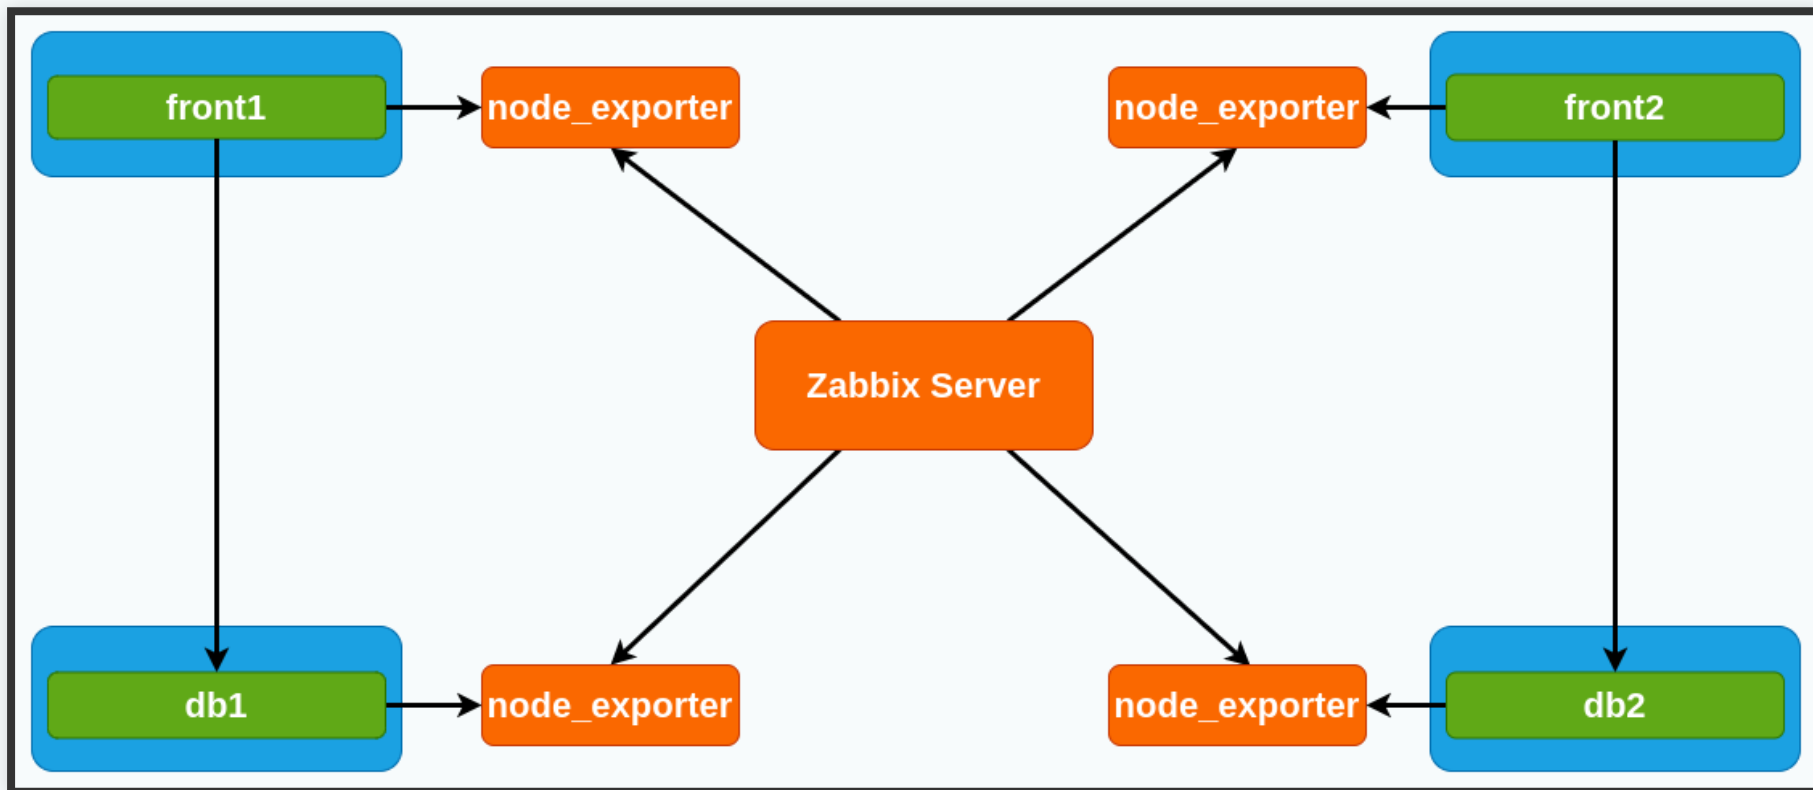 front1
node_exporter
node_exporter
front2
Zabbix Server
db1
node_exporter
node_exporter
db2